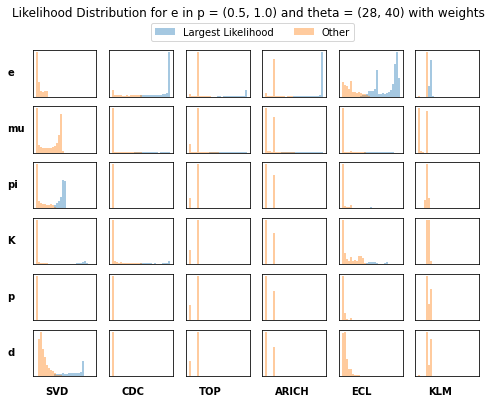 Likelihood Distribution for e in p = (0.5, 1.0) and theta = (28, 40) with weights
Largest Likelihood Other
e
mu
pi
K
p
d
SVD CDC TOP ARICH ECL KLM